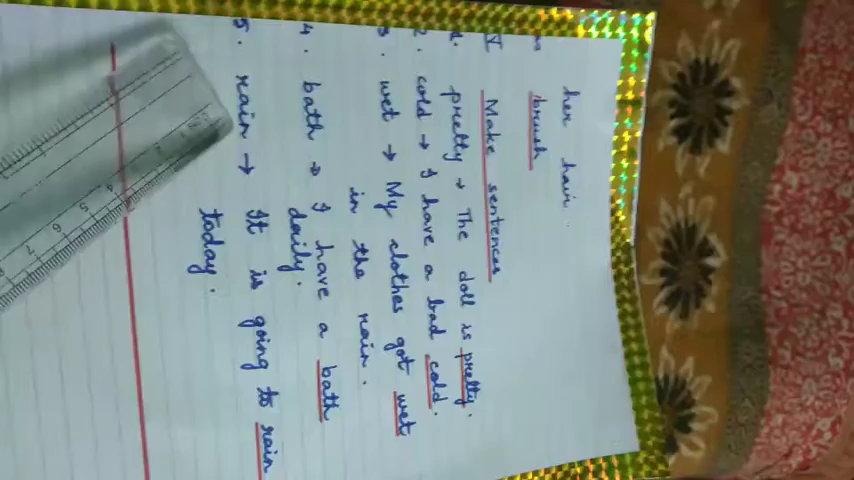 her hair.
Ans brush
IV Make sentences
1. pretty → The doll is pretty.
2. cold → I have a bad cold.
3. wet → My clothes got wet
in the rain.
4. bath → I have a bath
daily.
5. rain → It is going to rain
today.